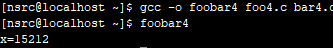 [nsrc@localhost ~]$ gcc -o foobar4 foo4.c bar4.c
[nsrc@localhost ~]$ foobar4
x=15212